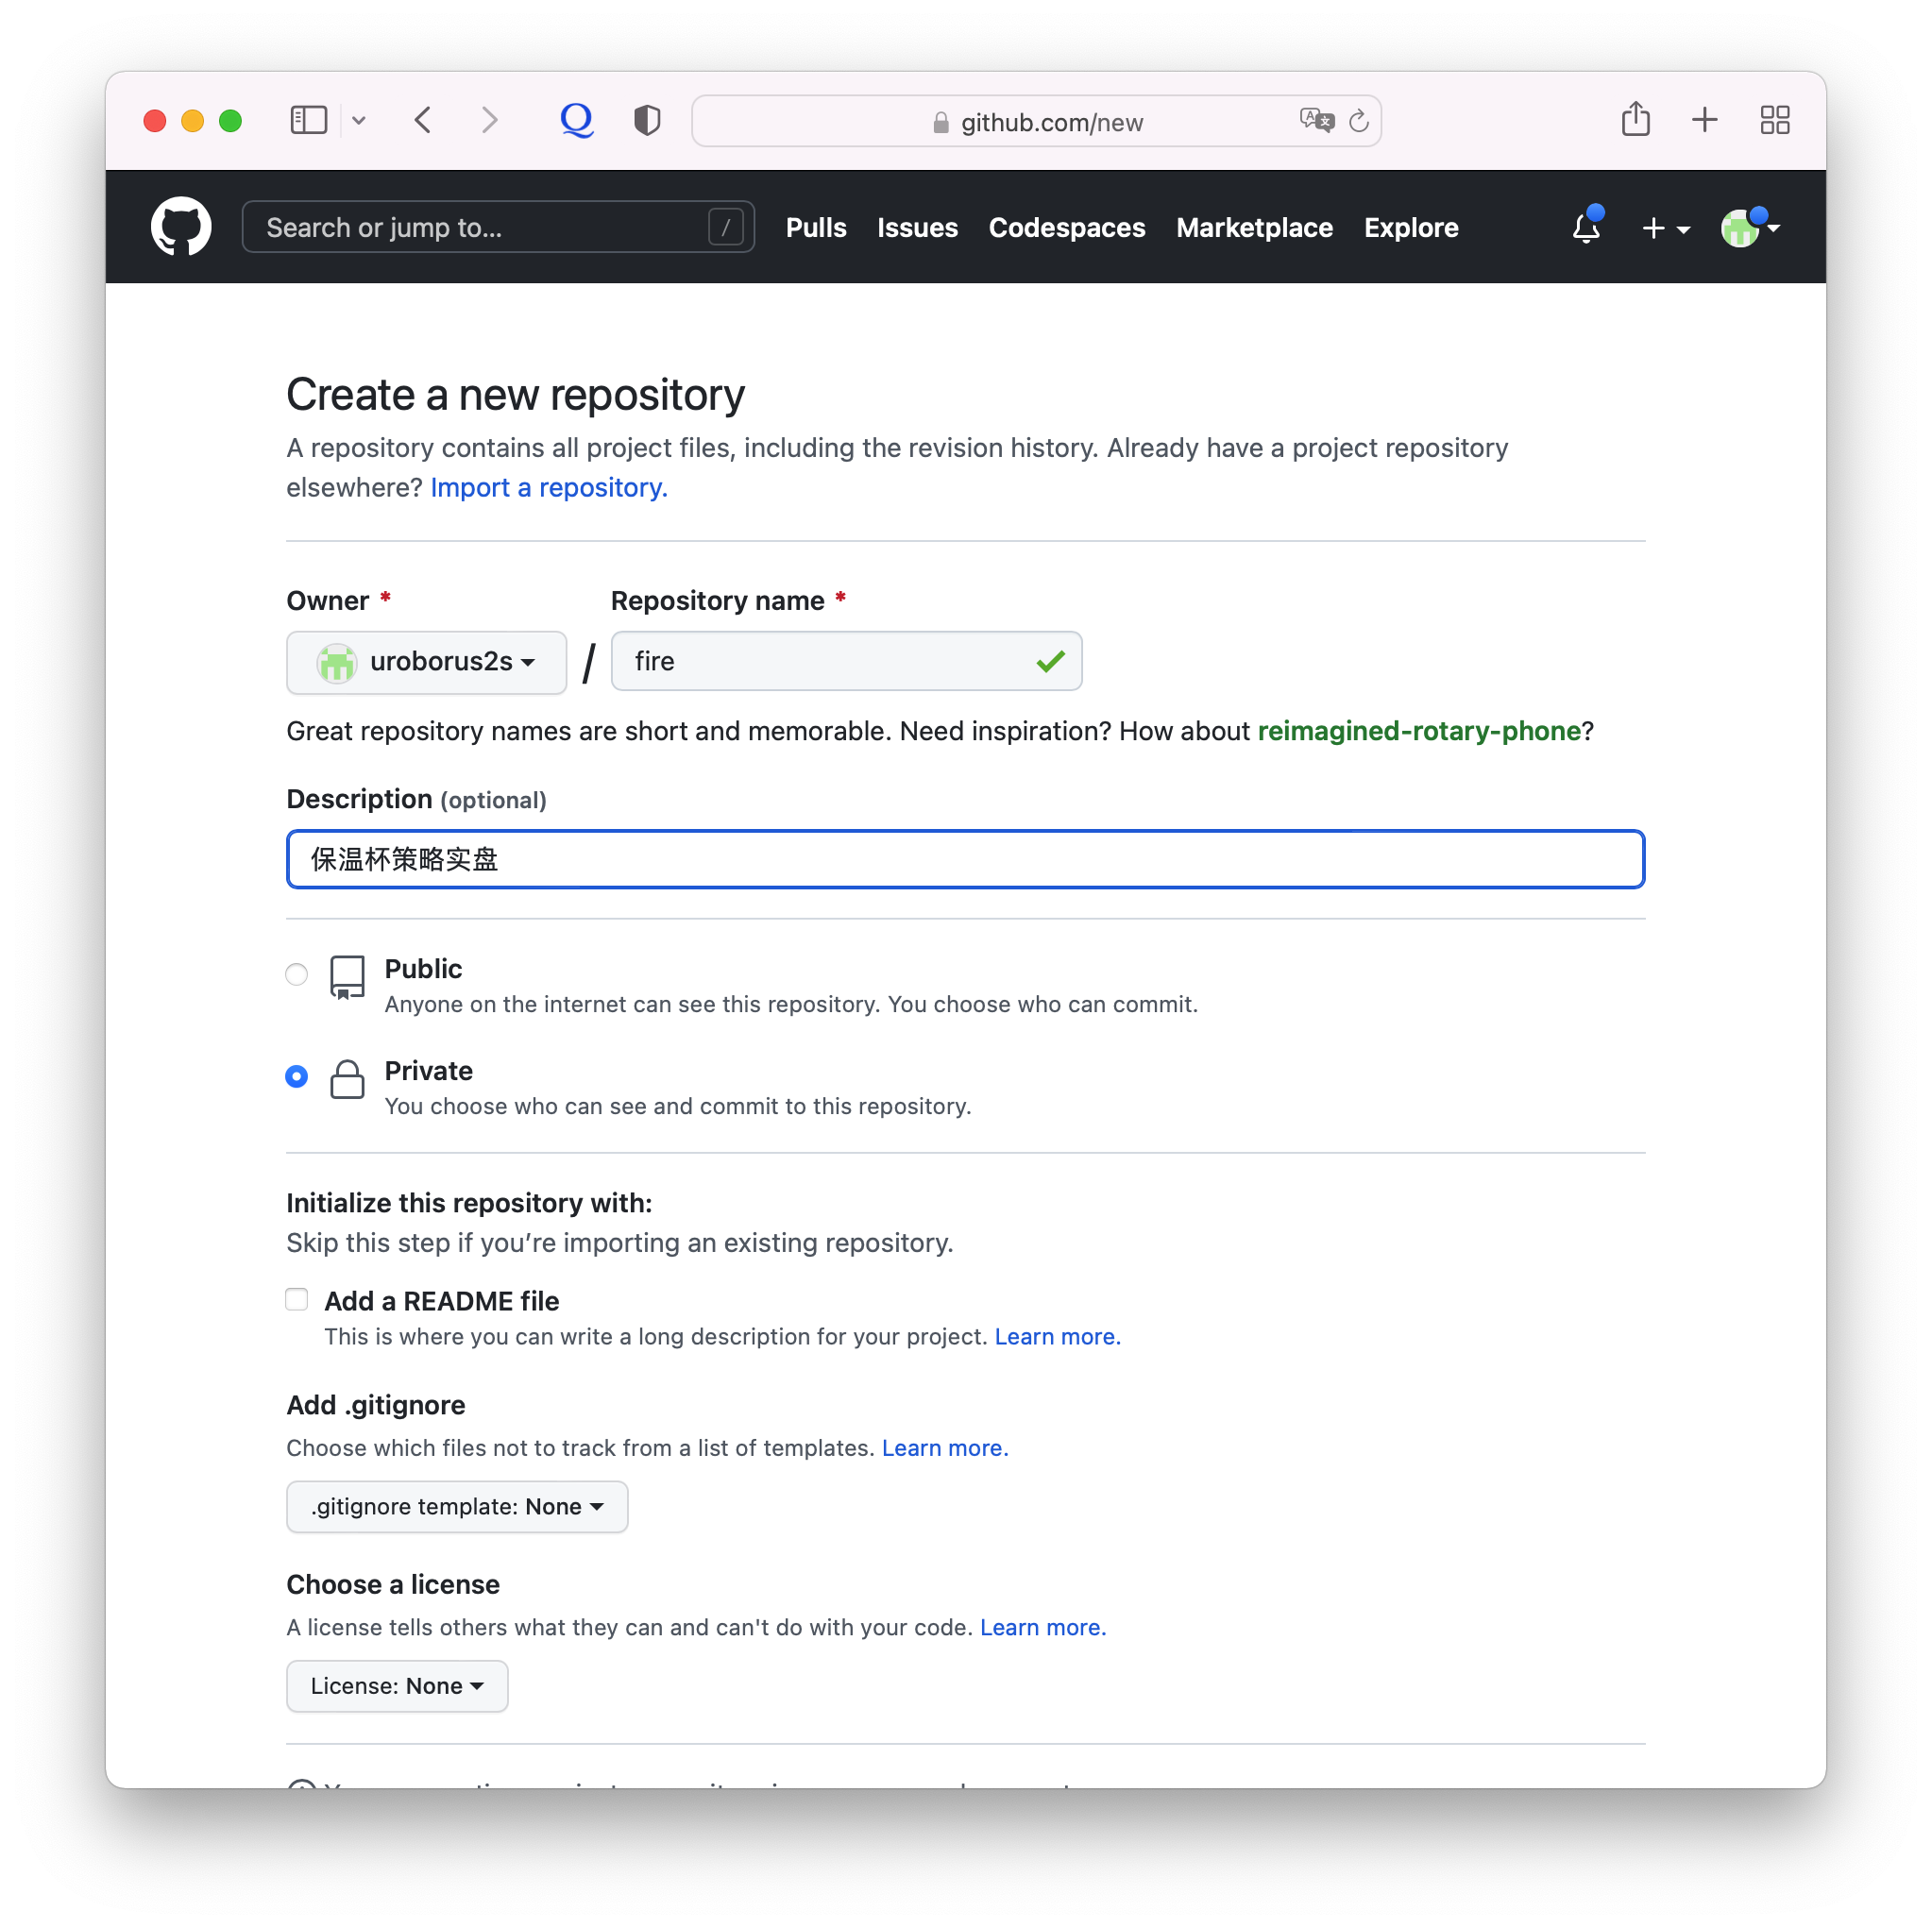 github.com/new
Search or jump to... /
Pulls Issues Codespaces Marketplace Explore
Create a new repository
A repository contains all project files, including the revision history. Already have a project repository
elsewhere? Import a repository.
Owner * Repository name *
uroborus2s / fire
Great repository names are short and memorable. Need inspiration? How about reimagined-rotary-phone?
Description (optional)
保温杯策略实盘
Public
Anyone on the internet can see this repository. You choose who can commit.
Private
You choose who can see and commit to this repository.
Initialize this repository with:
Skip this step if you’re importing an existing repository.
Add a README file
This is where you can write a long description for your project. Learn more.
Add .gitignore
Choose which files not to track from a list of templates. Learn more.
.gitignore template: None
Choose a license
A license tells others what they can and can't do with your code. Learn more.
License: None